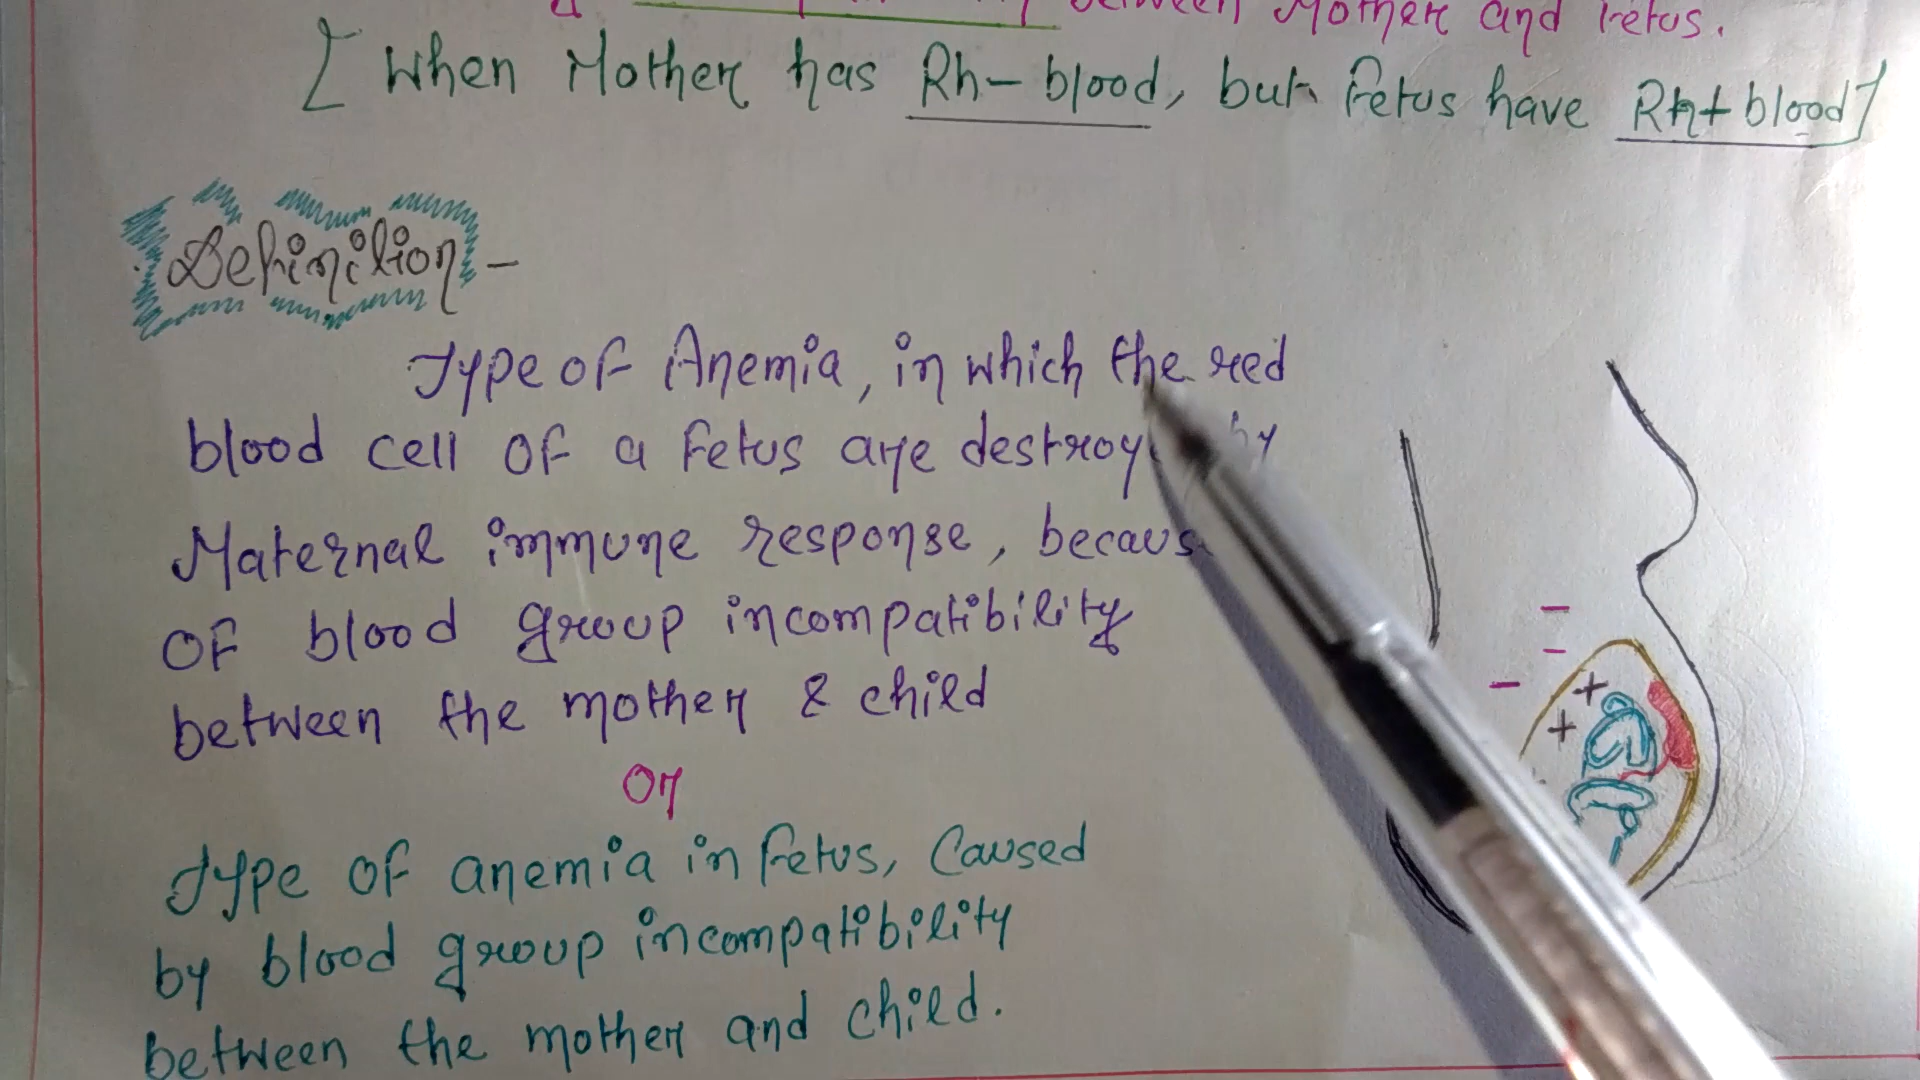 between Mother and Fetus.
[ When Mother has Rh- blood, but Fetus have Rh+ blood]
Definition -
Type of Anemia, in which the red
blood cell of a Fetus are destroy by
Maternal immune response, becaus
of blood group incompatibility
between the mother & child
Or
Type of anemia in fetus, Caused
by blood group incompatibility
between the mother and child.